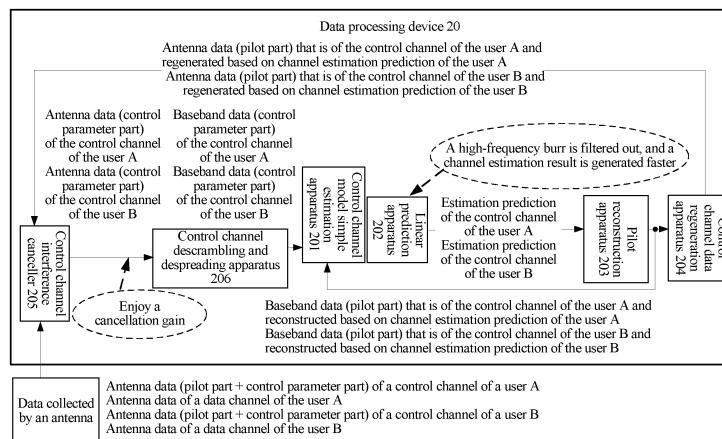 Data processing device 20
Antenna data (pilot part) that is of the control channel of the user A and
regenerated based on channel estimation prediction of the user A
Antenna data (pilot part) that is of the control channel of the user B and
regenerated based on channel estimation prediction of the user B
Antenna data (control
parameter part)
of the control channel
of the user A
Antenna data (control
parameter part)
of the control channel
of the user B
Baseband data (control
parameter part)
of the control channel
of the user A
Baseband data (control
parameter part)
of the control channel
of the user B
A high-frequency burr is filtered out, and a
channel estimation result is generated faster
Control channel
interference
canceller 205
Enjoy a
cancellation gain
Control channel
descrambling and
despreading apparatus
206
Control channel
model simple
estimation
apparatus 201
Linear
prediction
apparatus
202
Estimation prediction
of the control channel
of the user A
Estimation prediction
of the control channel
of the user B
Pilot
reconstruction
apparatus 203
Control
channel data
regeneration
apparatus 204
Baseband data (pilot part) that is of the control channel of the user A and
reconstructed based on channel estimation prediction of the user A
Baseband data (pilot part) that is of the control channel of the user B and
reconstructed based on channel estimation prediction of the user B
Data collected
by an antenna
Antenna data (pilot part + control parameter part) of a control channel of a user A
Antenna data of a data channel of the user A
Antenna data (pilot part + control parameter part) of a control channel of a user B
Antenna data of a data channel of the user B